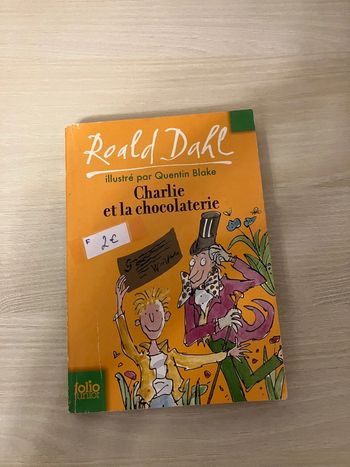 Roald Dahl
illustré par Quentin Blake
Charlie
et la chocolaterie
F 2€
folio
junior